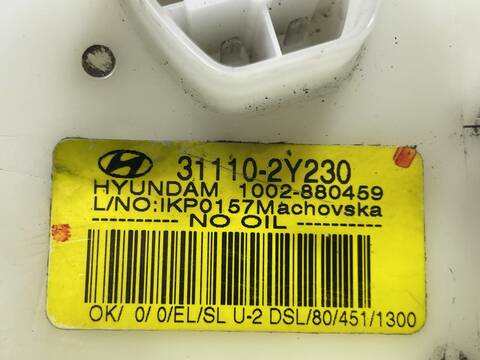 31110-2Y230
HYUNDAM 1002-880459
L/NO:IKP0157Machovska
NO OIL
OK/ 0/ 0/EL/SL U-2 DSL/80/451/1300